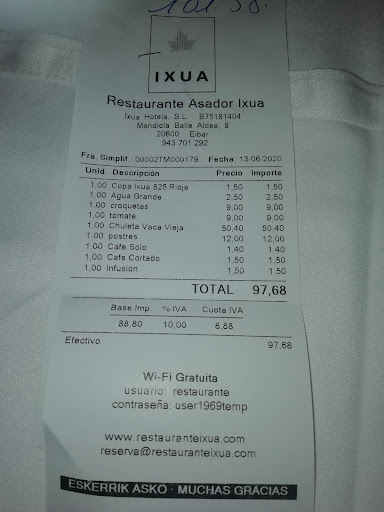 101.58.
IXUA
Restaurante Asador Ixua
Ixua Hotela. S.L. B75181404
Mandiola Balle Aldea, 8
20600 Eibar
943 701 292
Fra. Simplif.: 00002TM000179 Fecha: 13/06/2020
Unid. Descripción Precio Importe
1,00 Copa Ixua 525 Rioja 1,50 1,50
1,00 Agua Grande 2,50 2,50
1,00 croquetas 9,00 9,00
1,00 tomate 9,00 9,00
1,00 Chuleta Vaca Vieja 50,40 50,40
1,00 postres 12,00 12,00
1,00 Cafe Solo 1,40 1,40
1,00 Cafe Cortado 1,50 1,50
1,00 Infusion 1,50 1,50
TOTAL 97,68
Base Imp. % IVA Cuota IVA
88,80 10,00 8,88
Efectivo 97,68
Wi-Fi Gratuita
usuario: restaurante
contraseña: user1969temp
www.restauranteixua.com
reserva@restauranteixua.com
ESKERRIK ASKO - MUCHAS GRACIAS